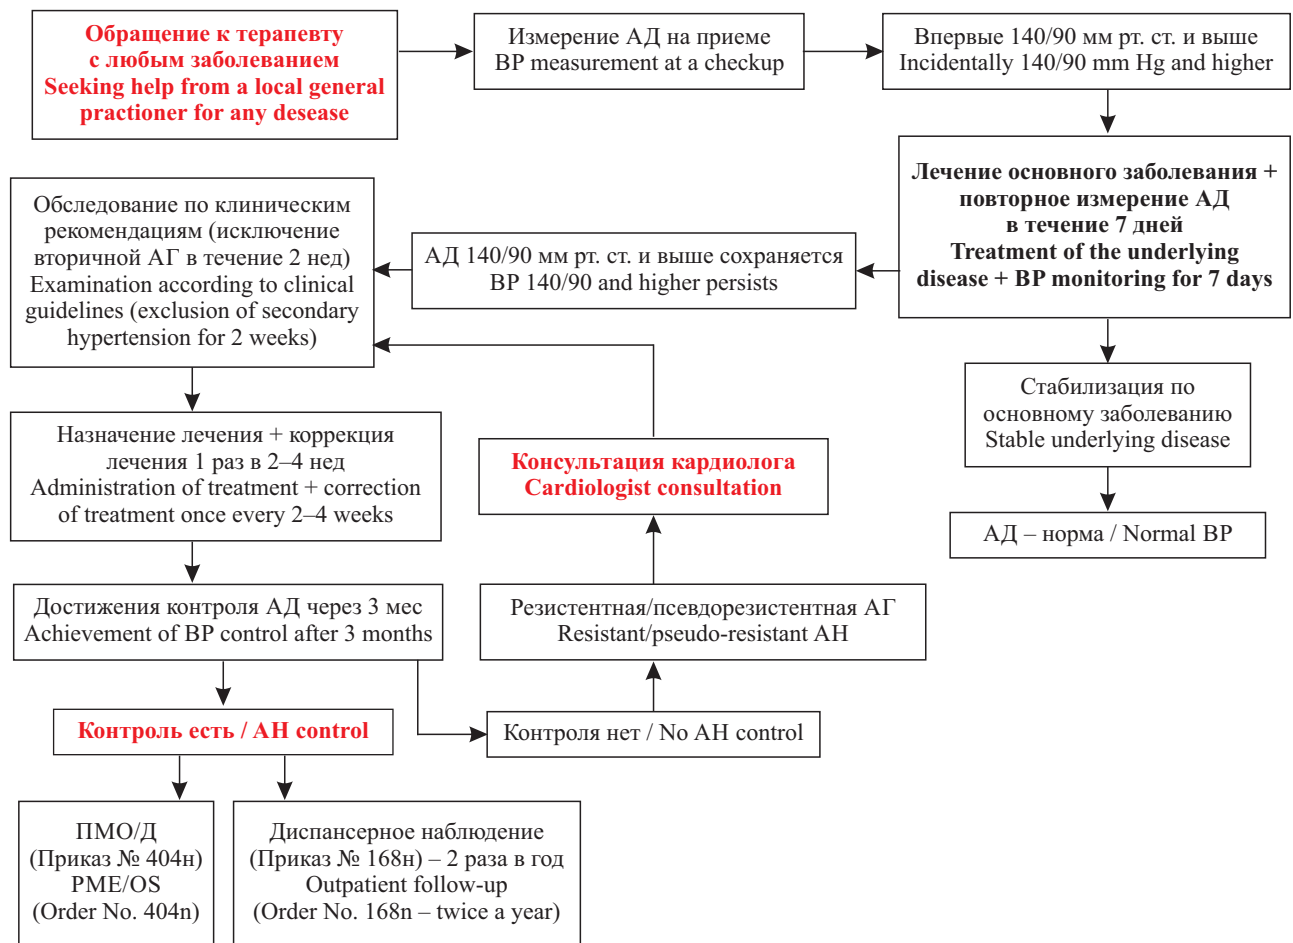 Обращение к терапевту
с любым заболеванием
Seeking help from a local general
practioner for any desease
Измерение АД на приеме
BP measurement at a checkup
Впервые 140/90 мм рт. ст. и выше
Incidentally 140/90 mm Hg and higher
Лечение основного заболевания +
повторное измерение АД
в течение 7 дней
Treatment of the underlying
disease + BP monitoring for 7 days
АД 140/90 мм рт. ст. и выше сохраняется
BP 140/90 and higher persists
Обследование по клиническим
рекомендациям (исключение
вторичной АГ в течение 2 нед)
Examination according to clinical
guidelines (exclusion of secondary
hypertension for 2 weeks)
Стабилизация по
основному заболеванию
Stable underlying disease
АД – норма / Normal BP
Назначение лечения + коррекция
лечения 1 раз в 2–4 нед
Administration of treatment + correction
of treatment once every 2–4 weeks
Консультация кардиолога
Cardiologist consultation
Достижения контроля АД через 3 мес
Achievement of BP control after 3 months
Резистентная/псевдорезистентная АГ
Resistant/pseudo-resistant AH
Контроль есть / AH control
Контроля нет / No AH control
ПМО/Д
(Приказ № 404н)
PME/OS
(Order No. 404n)
Диспансерное наблюдение
(Приказ № 168н) – 2 раза в год
Outpatient follow-up
(Order No. 168n – twice a year)